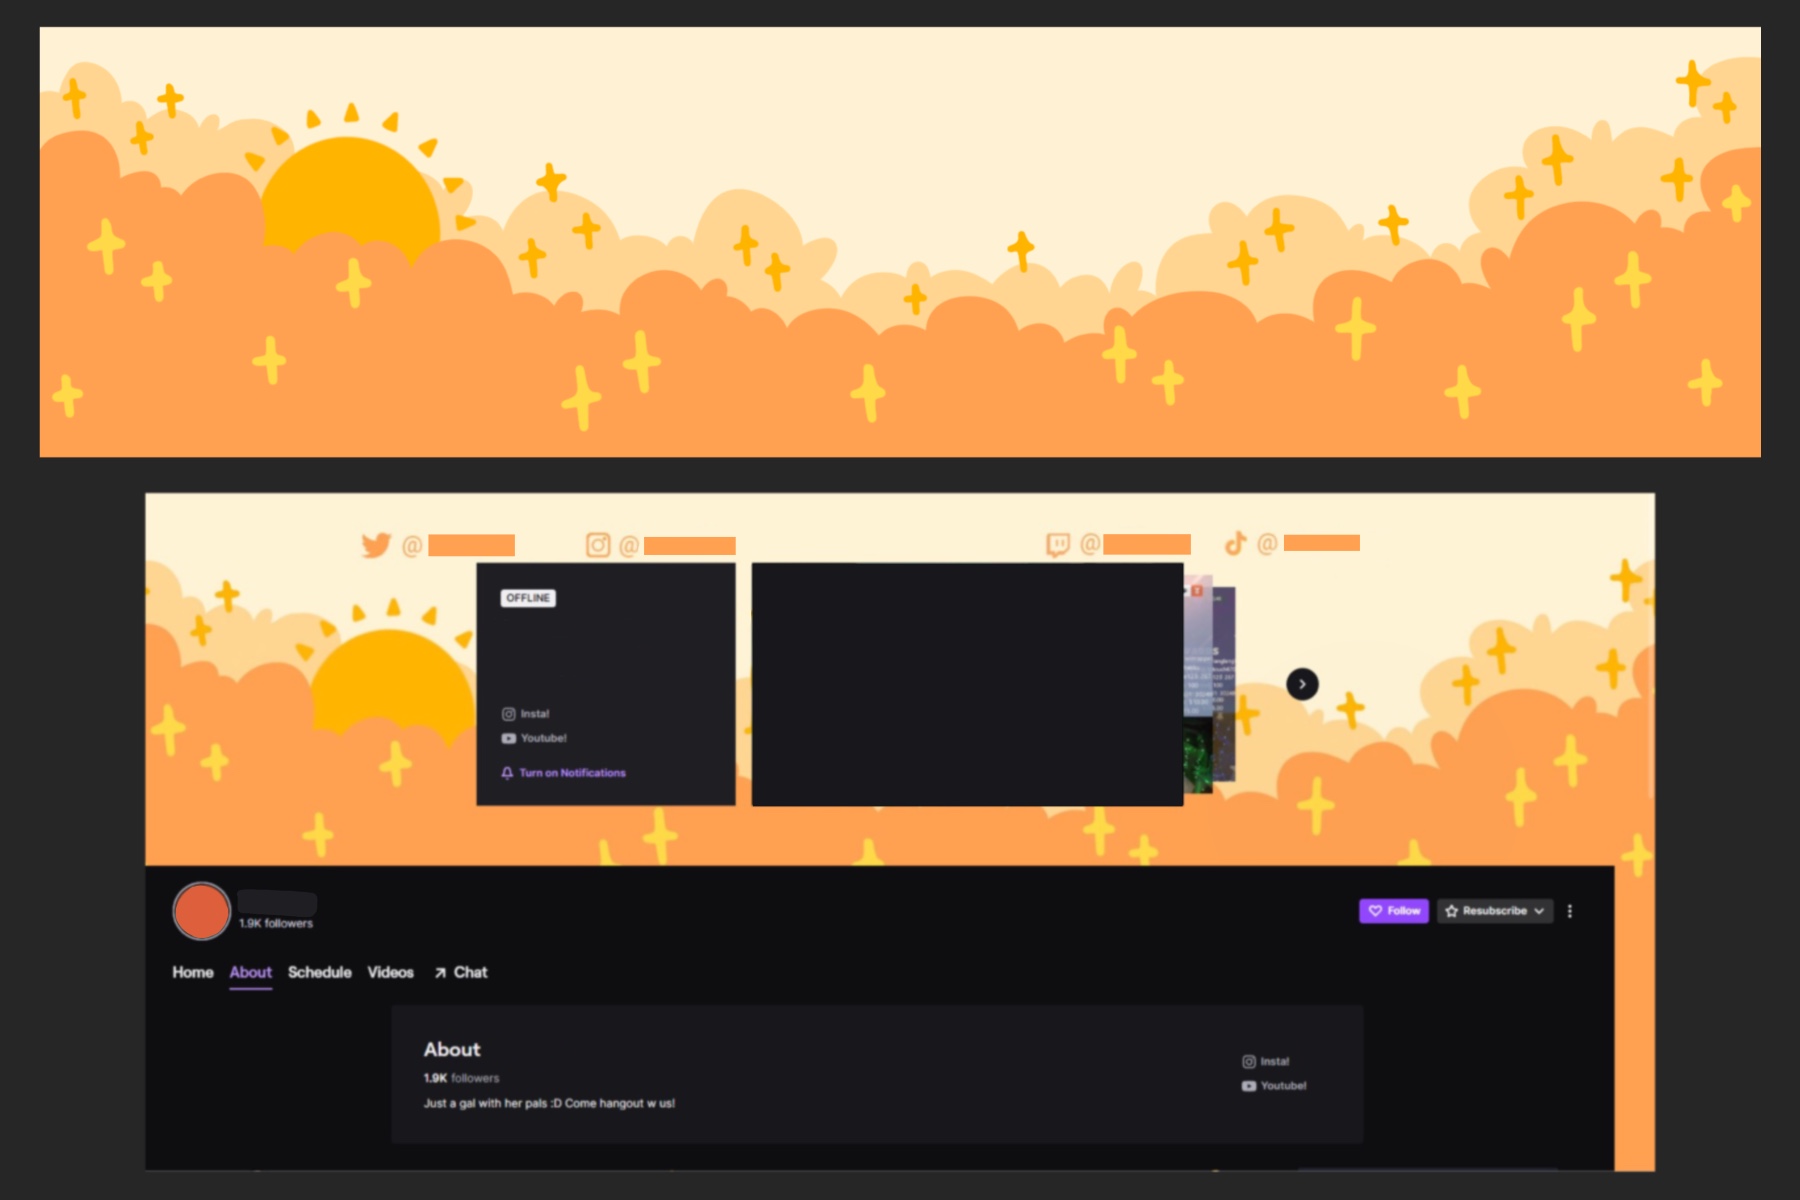 @ @ @ @
OFFLINE
Insta!
Youtube!
Turn on Notifications
1.9K followers
Follow
Resubscribe
Home About Schedule Videos Chat
About
1.9K followers
Just a gal with her pals :D Come hangout w us!
Insta!
Youtube!